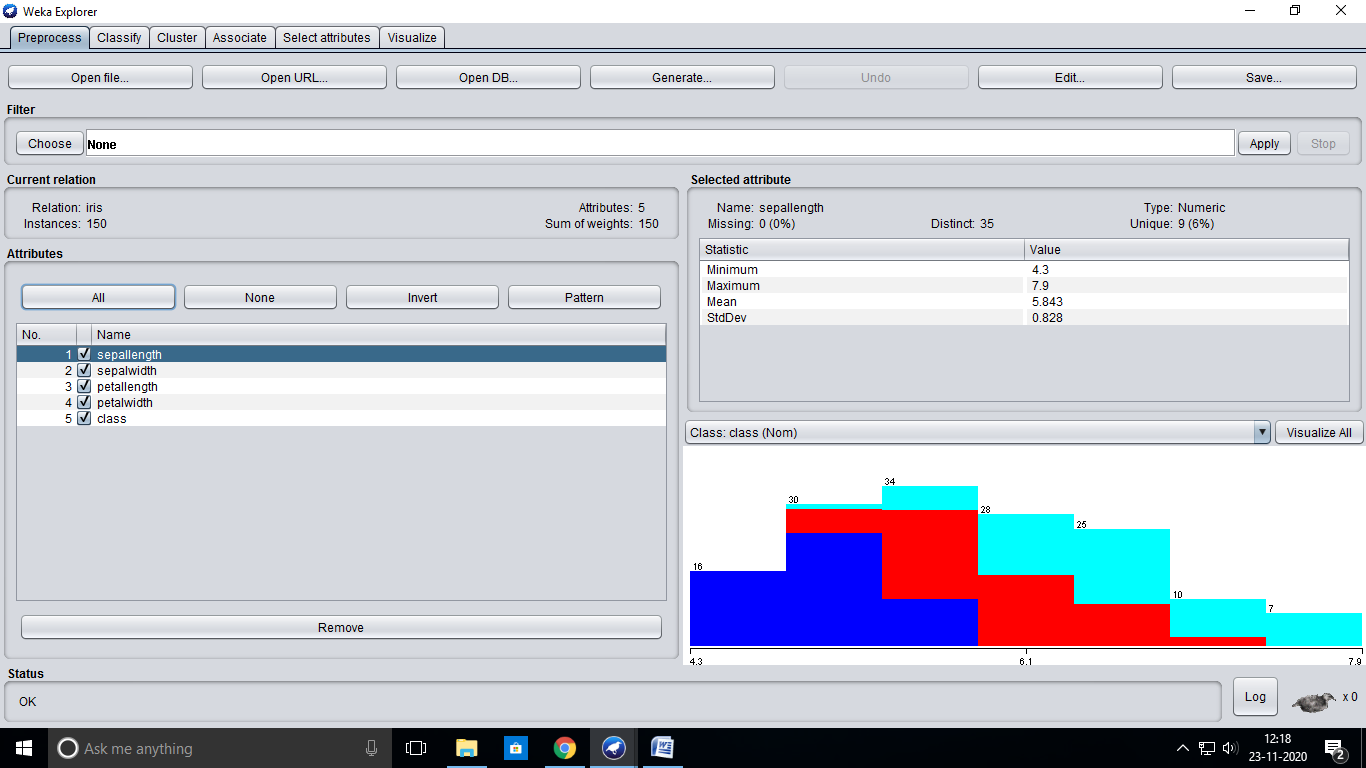 Weka Explorer
Preprocess Classify Cluster Associate Select attributes Visualize
Open file... Open URL... Open DB... Generate... Undo Edit... Save...
Filter
Choose None Apply Stop
Current relation
Relation: iris Attributes: 5
Instances: 150 Sum of weights: 150
Attributes
All None Invert Pattern
No. Name
1 sepallength
2 sepalwidth
3 petallength
4 petalwidth
5 class
Remove
Selected attribute
Name: sepallength Type: Numeric
Missing: 0 (0%) Distinct: 35 Unique: 9 (6%)
Statistic Value
Minimum 4.3
Maximum 7.9
Mean 5.843
StdDev 0.828
Class: class (Nom) Visualize All
16 30 34 28 25 10 7
4.3 6.1 7.9
Status
OK
Log x 0
Ask me anything
W
12:18
23-11-2020
2